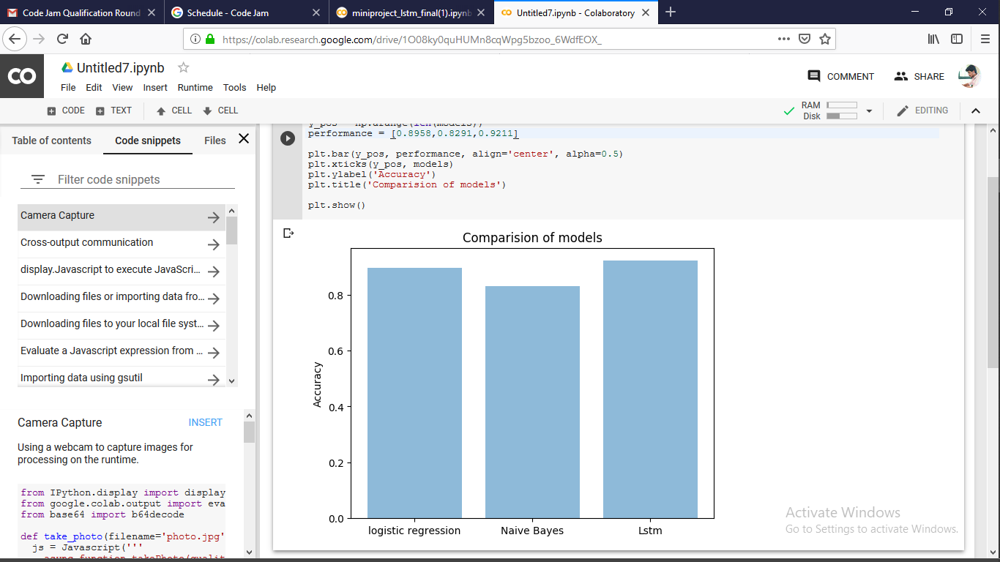 Code Jam Qualification Round
Schedule - Code Jam
miniproject_lstm_final(1).ipynb
Untitled7.ipynb - Colaboratory
https://colab.research.google.com/drive/1O08ky0quHUMn8cqWpg5bzoo_6WdfEOX_
Untitled7.ipynb
COMMENT
SHARE
File Edit View Insert Runtime Tools Help
CODE TEXT CELL CELL
RAM
Disk
EDITING
Table of contents Code snippets Files
Filter code snippets
Camera Capture
Cross-output communication
display.Javascript to execute JavaScri...
Downloading files or importing data fro...
Downloading files to your local file syst...
Evaluate a Javascript expression from ...
Importing data using gsutil
Camera Capture INSERT
Using a webcam to capture images for
processing on the runtime.
from IPython.display import display
from google.colab.output import eva
from base64 import b64decode
def take_photo(filename='photo.jpg'
js = Javascript('''
async function takePhoto(qualit
y_pos = np.arange(len(models))
performance = [0.8958,0.8291,0.9211]
plt.bar(y_pos, performance, align='center', alpha=0.5)
plt.xticks(y_pos, models)
plt.ylabel('Accuracy')
plt.title('Comparision of models')
plt.show()
Comparision of models
0.8
0.6
0.4
0.2
0.0
Accuracy
logistic regression Naive Bayes Lstm
Activate Windows
Go to Settings to activate Windows.